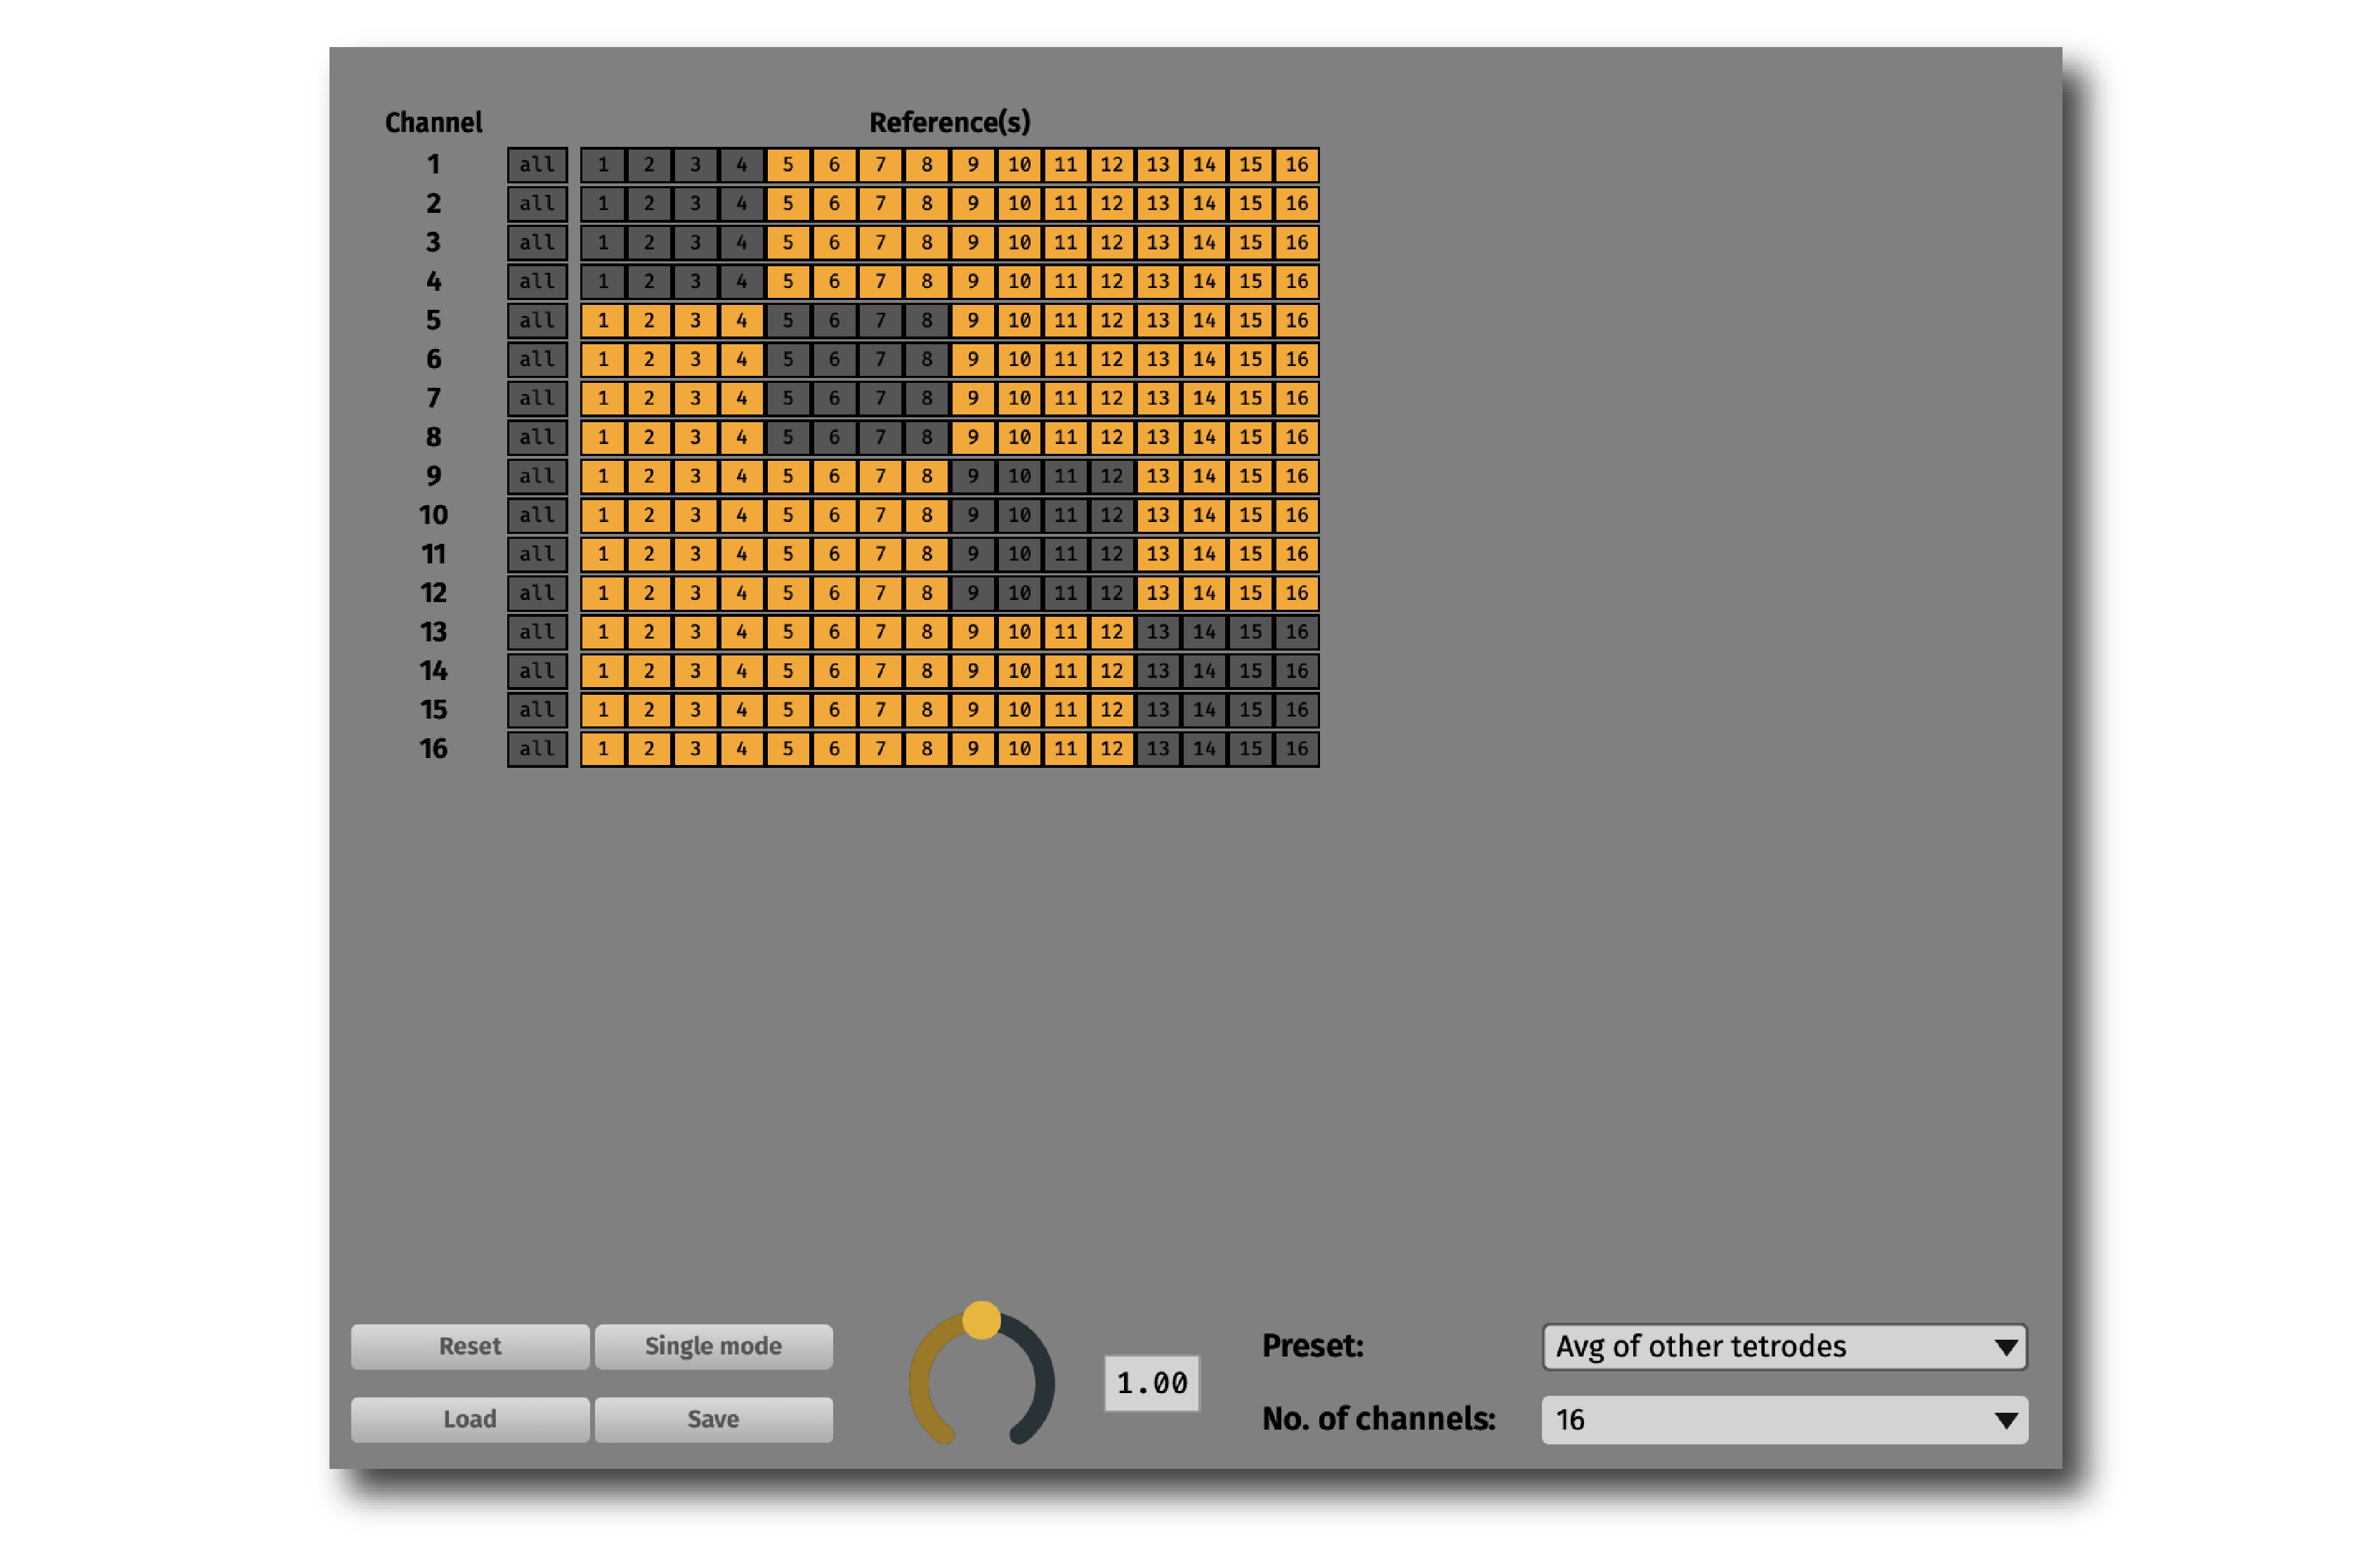 Channel Reference(s)
1 all 1 2 3 4 5 6 7 8 9 10 11 12 13 14 15 16
2 all 1 2 3 4 5 6 7 8 9 10 11 12 13 14 15 16
3 all 1 2 3 4 5 6 7 8 9 10 11 12 13 14 15 16
4 all 1 2 3 4 5 6 7 8 9 10 11 12 13 14 15 16
5 all 1 2 3 4 5 6 7 8 9 10 11 12 13 14 15 16
6 all 1 2 3 4 5 6 7 8 9 10 11 12 13 14 15 16
7 all 1 2 3 4 5 6 7 8 9 10 11 12 13 14 15 16
8 all 1 2 3 4 5 6 7 8 9 10 11 12 13 14 15 16
9 all 1 2 3 4 5 6 7 8 9 10 11 12 13 14 15 16
10 all 1 2 3 4 5 6 7 8 9 10 11 12 13 14 15 16
11 all 1 2 3 4 5 6 7 8 9 10 11 12 13 14 15 16
12 all 1 2 3 4 5 6 7 8 9 10 11 12 13 14 15 16
13 all 1 2 3 4 5 6 7 8 9 10 11 12 13 14 15 16
14 all 1 2 3 4 5 6 7 8 9 10 11 12 13 14 15 16
15 all 1 2 3 4 5 6 7 8 9 10 11 12 13 14 15 16
16 all 1 2 3 4 5 6 7 8 9 10 11 12 13 14 15 16
Reset Single mode
Load Save
1.00
Preset: Avg of other tetrodes
No. of channels: 16